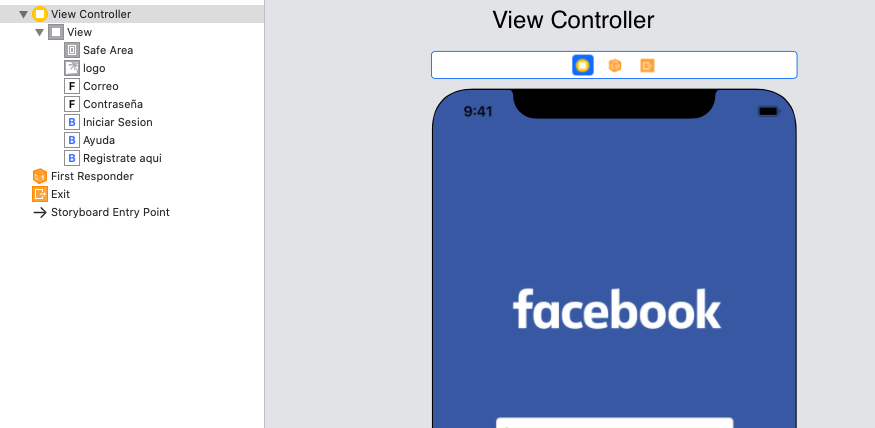 View Controller
View
Safe Area
logo
F Correo
F Contraseña
B Iniciar Sesion
B Ayuda
B Registrate aqui
First Responder
Exit
Storyboard Entry Point
View Controller
9:41
facebook